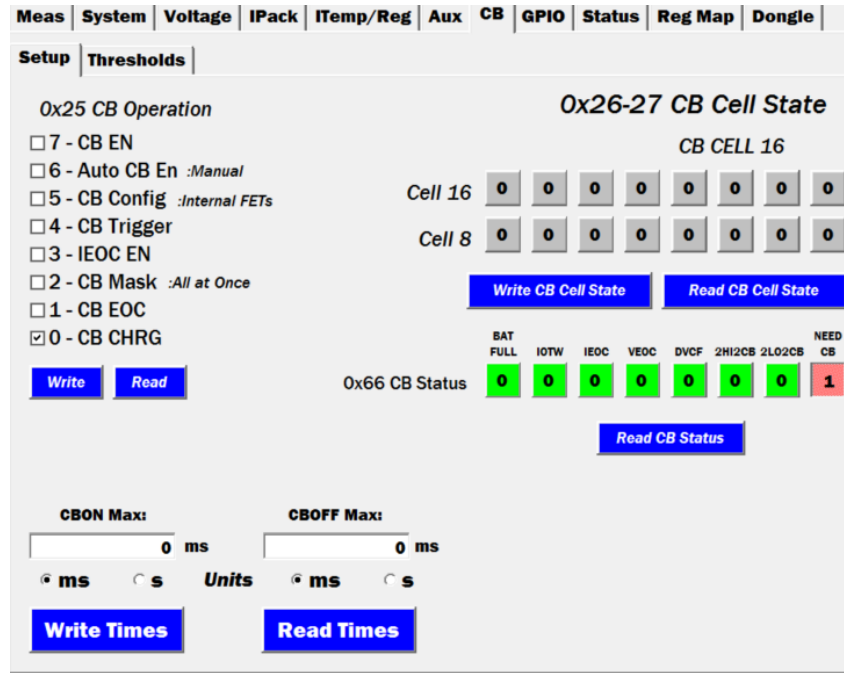 Meas System Voltage IPack ITemp/Reg Aux CB GPIO Status Reg Map Dongle
Setup Thresholds
0x25 CB Operation
7 - CB EN
6 - Auto CB En :Manual
5 - CB Config :Internal FETs
4 - CB Trigger
3 - IEOC EN
2 - CB Mask :All at Once
1 - CB EOC
0 - CB CHRG
Write Read
0x26-27 CB Cell State
CB CELL 16
Cell 16 0 0 0 0 0 0 0 0
Cell 8 0 0 0 0 0 0 0 0
Write CB Cell State Read CB Cell State
BAT FULL IOTW IEOC VEOC DVCF 2HI2CB 2LO2CB NEED CB
0x66 CB Status 0 0 0 0 0 0 0 1
Read CB Status
CBON Max: CBOFF Max:
0 ms 0 ms
ms s Units ms s
Write Times Read Times